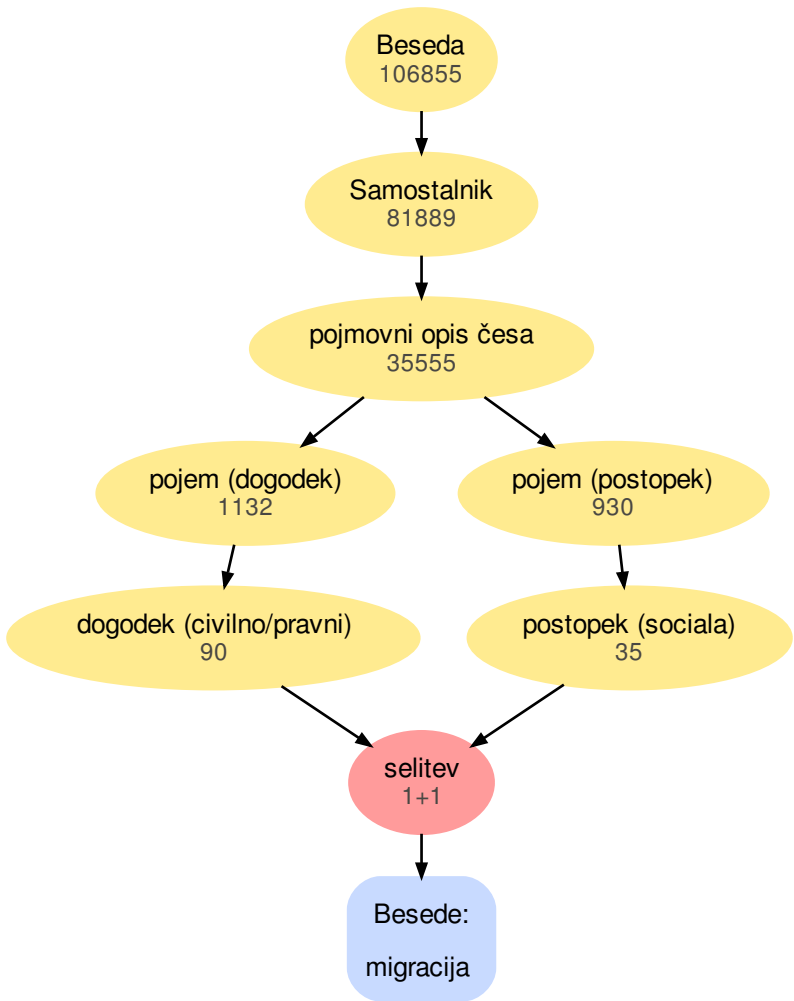 Beseda
106855
Samostalnik
81889
pojmovni opis česa
35555
pojem (dogodek)
1132
pojem (postopek)
930
dogodek (civilno/pravni)
90
postopek (sociala)
35
selitev
1+1
Besede:
migracija